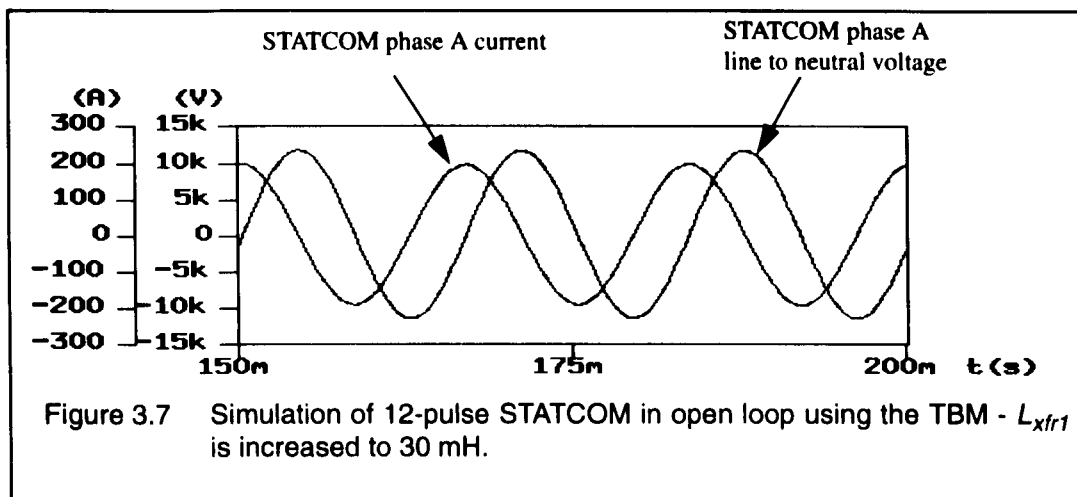 STATCOM phase A current
STATCOM phase A
line to neutral voltage
(A) (V)
300 15k
200 10k
100 5k
0 0
-100 -5k
-200 -10k
-300 -15k
150m 175m 200m t(s)
Figure 3.7 Simulation of 12-pulse STATCOM in open loop using the TBM - Lxfr1
is increased to 30 mH.